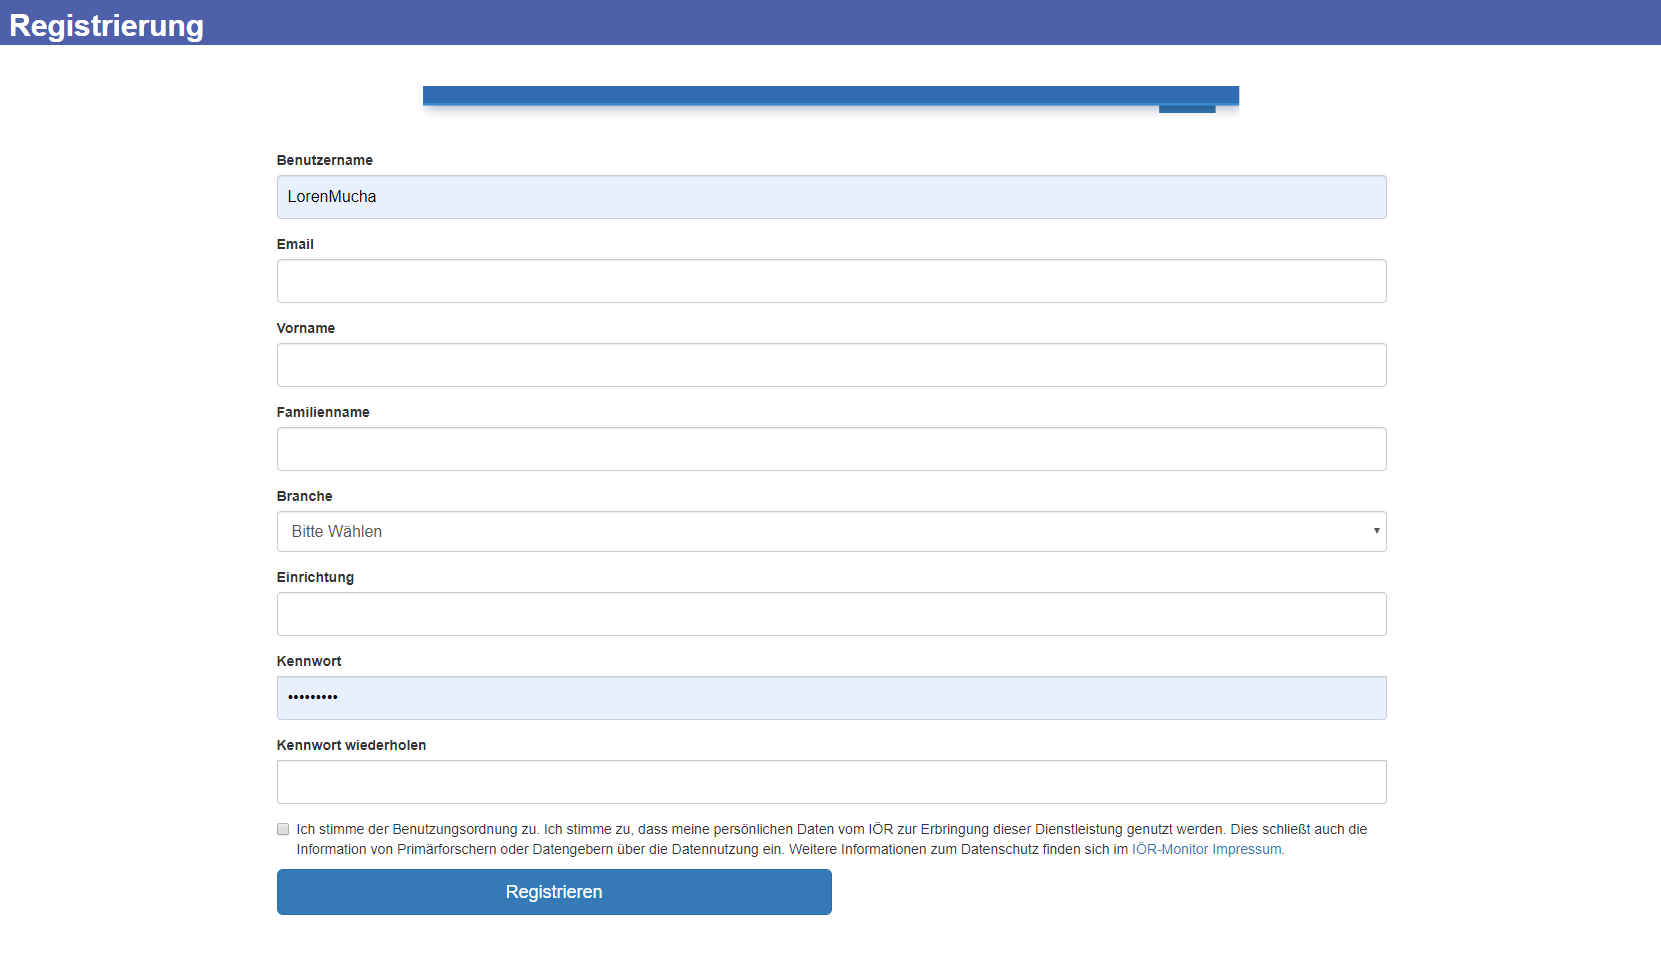 Registrierung
Benutzername
LorenMucha
Email
Vorname
Familienname
Branche
Bitte Wählen
Einrichtung
Kennwort
•••••••••
Kennwort wiederholen
Ich stimme der Benutzungsordnung zu. Ich stimme zu, dass meine persönlichen Daten vom IÖR zur Erbringung dieser Dienstleistung genutzt werden. Dies schließt auch die
Information von Primärforschern oder Datengebern über die Datennutzung ein. Weitere Informationen zum Datenschutz finden sich im IÖR-Monitor Impressum.
Registrieren